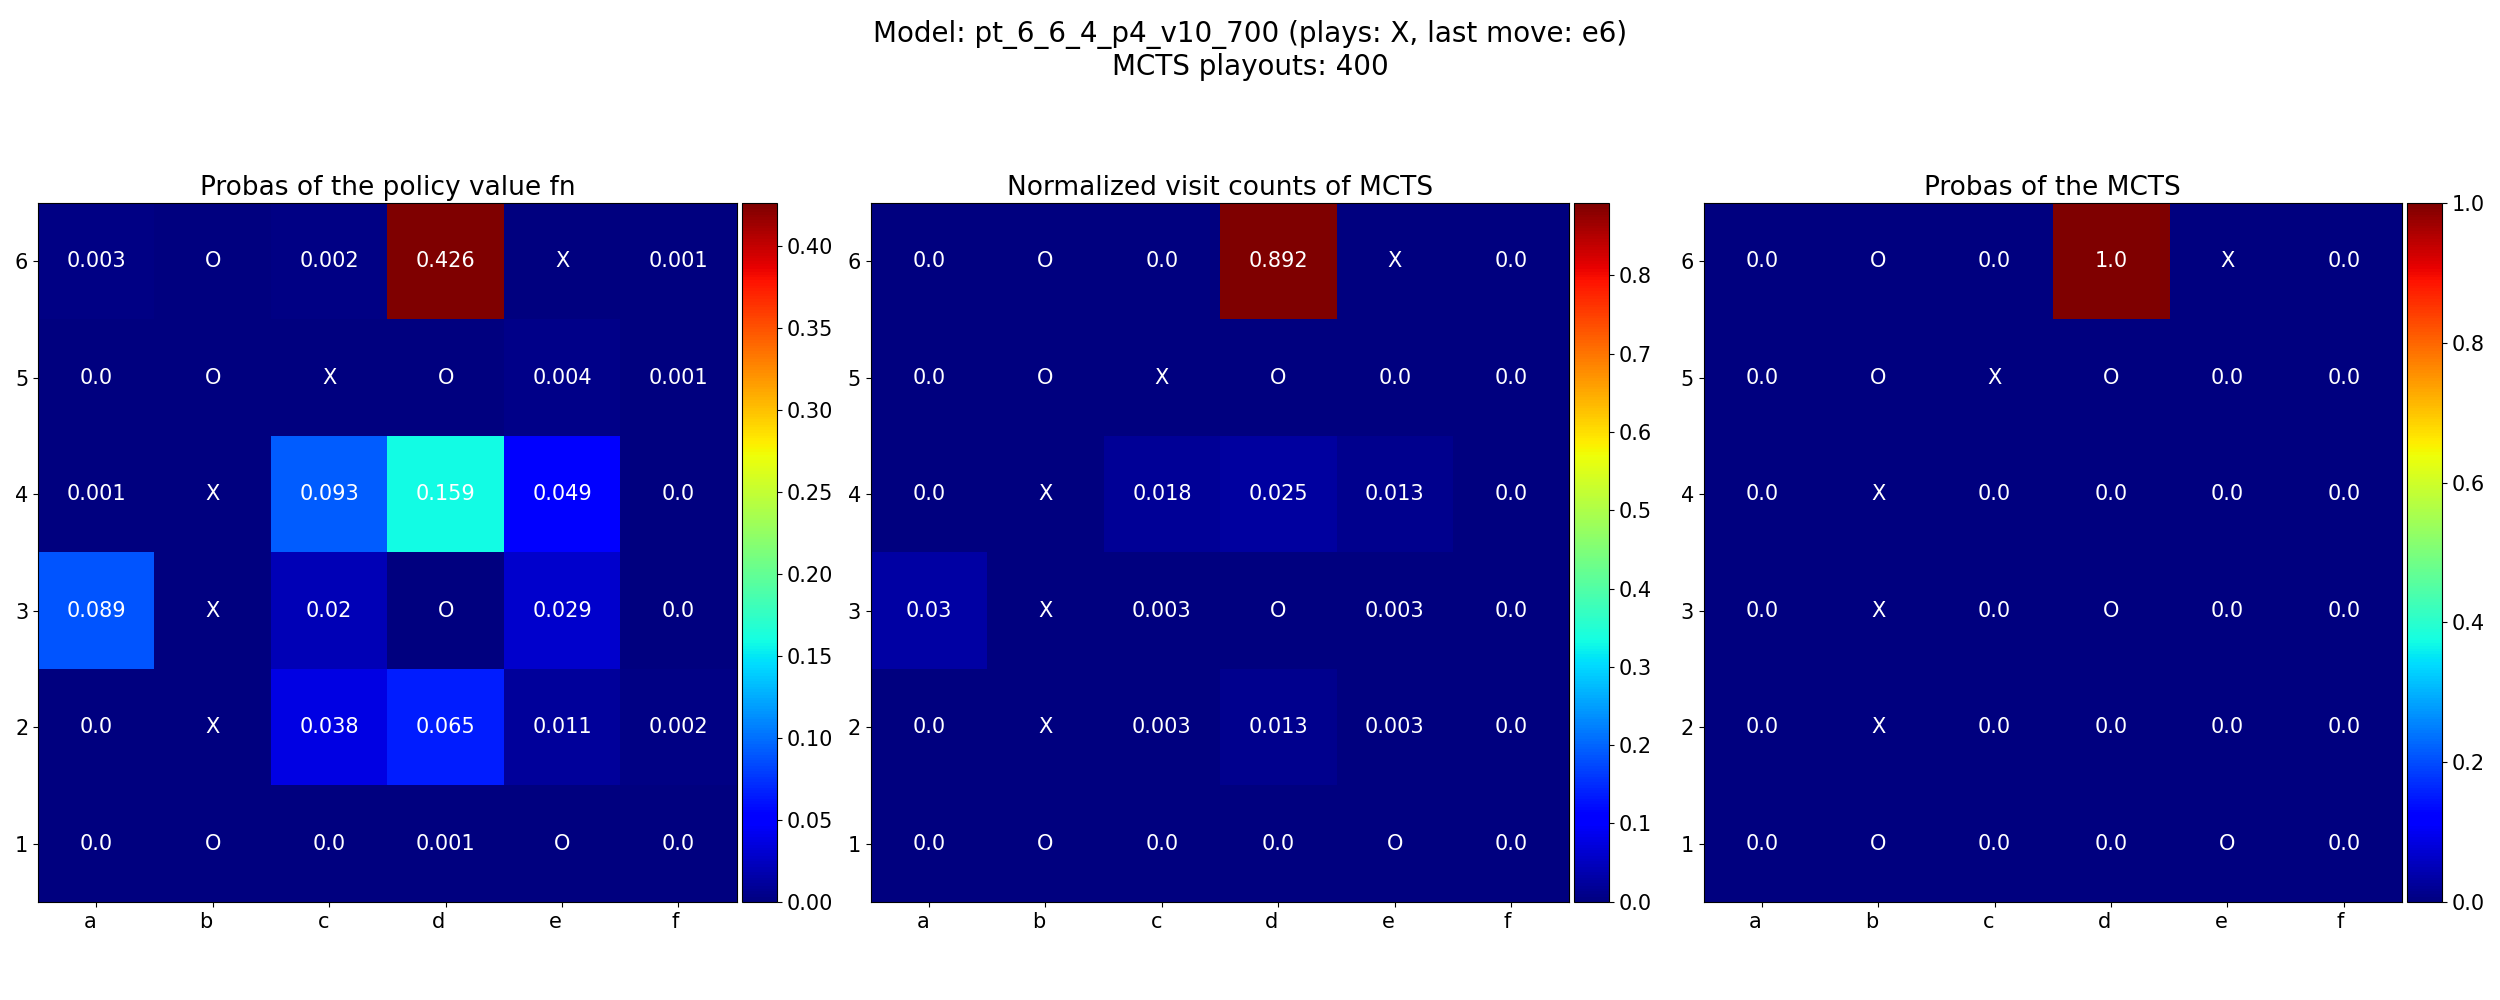 Model: pt_6_6_4_p4_v10_700 (plays: X, last move: e6)
MCTS playouts: 400
Probas of the policy value fn
6 0.003 O 0.002 0.426 X 0.001
5 0.0 O X O 0.004 0.001
4 0.001 X 0.093 0.159 0.049 0.0
3 0.089 X 0.02 O 0.029 0.0
2 0.0 X 0.038 0.065 0.011 0.002
1 0.0 O 0.0 0.001 O 0.0
a b c d e f
0.40
0.35
0.30
0.25
0.20
0.15
0.10
0.05
0.00
Normalized visit counts of MCTS
6 0.0 O 0.0 0.892 X 0.0
5 0.0 O X O 0.0 0.0
4 0.0 X 0.018 0.025 0.013 0.0
3 0.03 X 0.003 O 0.003 0.0
2 0.0 X 0.003 0.013 0.003 0.0
1 0.0 O 0.0 0.0 O 0.0
a b c d e f
0.8
0.7
0.6
0.5
0.4
0.3
0.2
0.1
0.0
Probas of the MCTS
6 0.0 O 0.0 1.0 X 0.0
5 0.0 O X O 0.0 0.0
4 0.0 X 0.0 0.0 0.0 0.0
3 0.0 X 0.0 O 0.0 0.0
2 0.0 X 0.0 0.0 0.0 0.0
1 0.0 O 0.0 0.0 O 0.0
a b c d e f
1.0
0.8
0.6
0.4
0.2
0.0